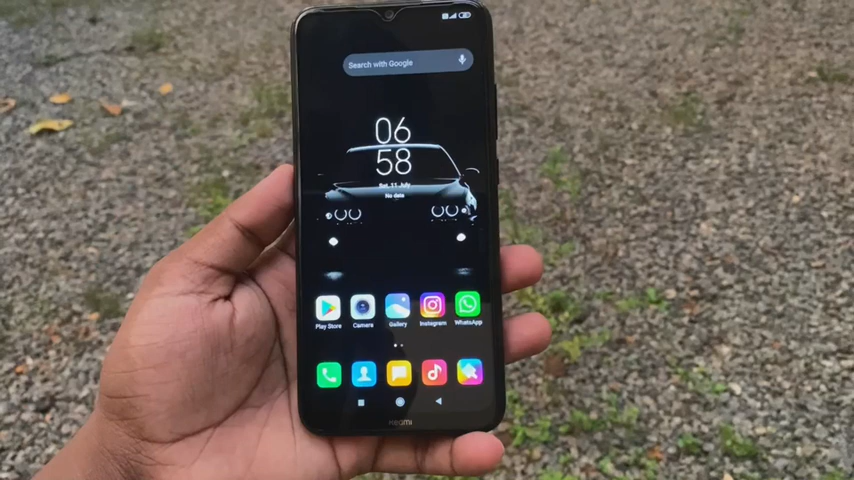 Search with Google
06
58
Sat, 11 July
No data
Play Store
Camera
Gallery
Instagram
WhatsApp
Redmi